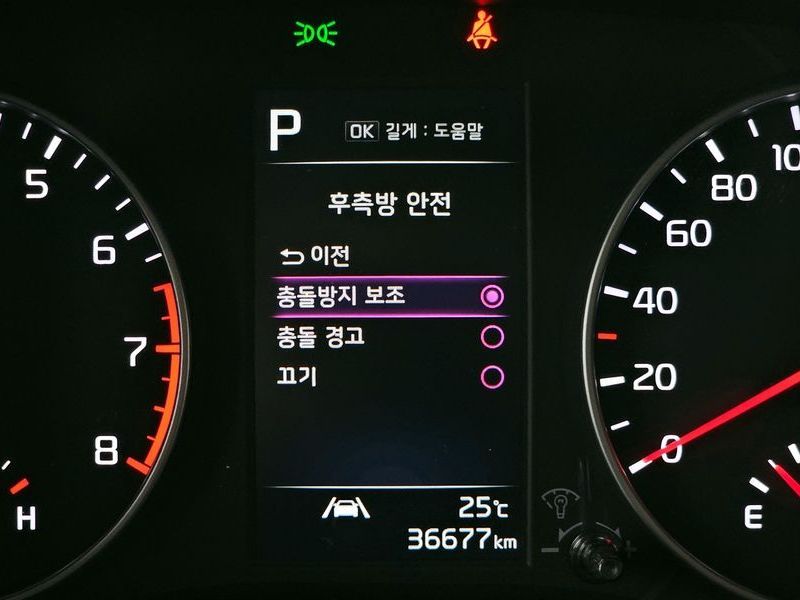 P
OK 길게 : 도움말
후측방 안전
이전
충돌방지 보조
충돌 경고
끄기
25℃
36677km
5
6
7
8
H
80
60
40
20
0
E